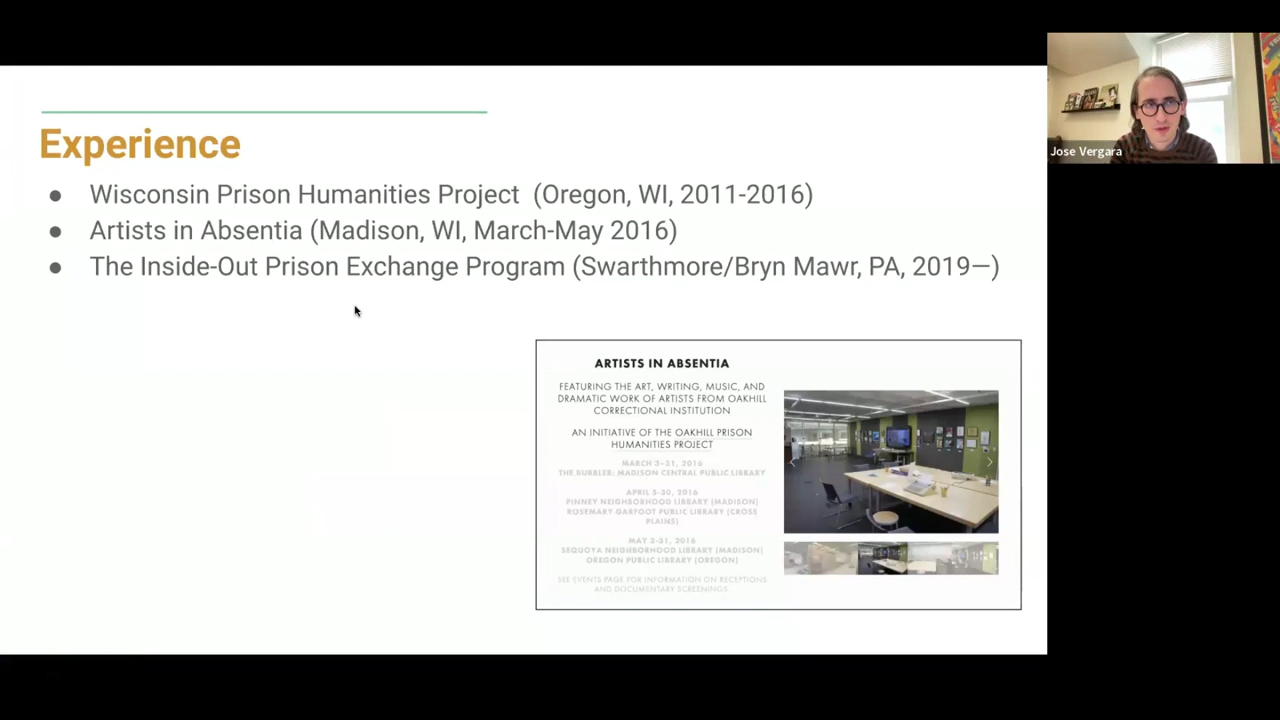 Experience
● Wisconsin Prison Humanities Project (Oregon, WI, 2011-2016)
● Artists in Absentia (Madison, WI, March-May 2016)
● The Inside-Out Prison Exchange Program (Swarthmore/Bryn Mawr, PA, 2019—)
ARTISTS IN ABSENTIA
FEATURING THE ART, WRITING, MUSIC, AND
DRAMATIC WORK OF ARTISTS FROM OAKHILL
CORRECTIONAL INSTITUTION
AN INITIATIVE OF THE OAKHILL PRISON
HUMANITIES PROJECT
MARCH 3-31, 2016
THE BUBBLER: MADISON CENTRAL PUBLIC LIBRARY
APRIL 5-30, 2016
PINNEY NEIGHBORHOOD LIBRARY (MADISON)
ROSEMARY GARFOOT PUBLIC LIBRARY (CROSS
PLAINS)
MAY 2-31, 2016
SEQUOYA NEIGHBORHOOD LIBRARY (MADISON)
OREGON PUBLIC LIBRARY (OREGON)
SEE EVENTS PAGE FOR INFORMATION ON RECEPTIONS
AND DOCUMENTARY SCREENINGS.
Jose Vergara